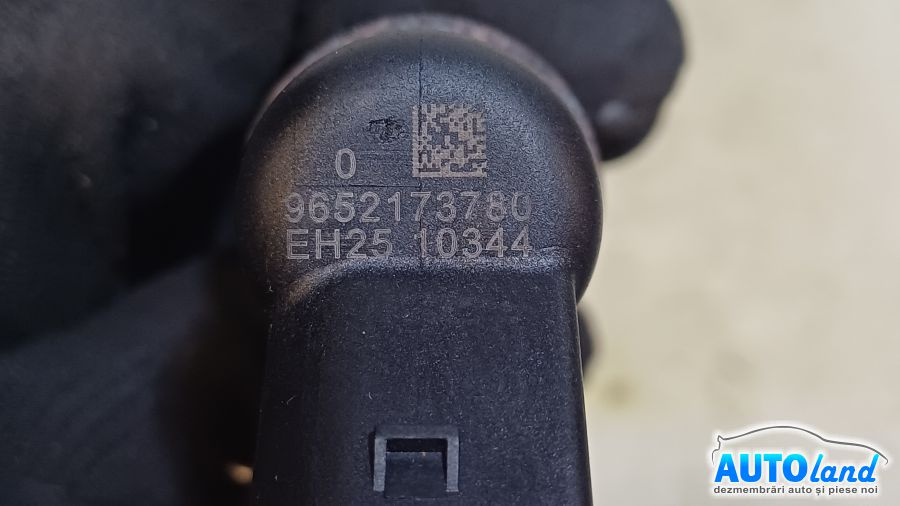 0
9652173780
EH25 10344
AUTOland
dezmembrări auto și piese noi